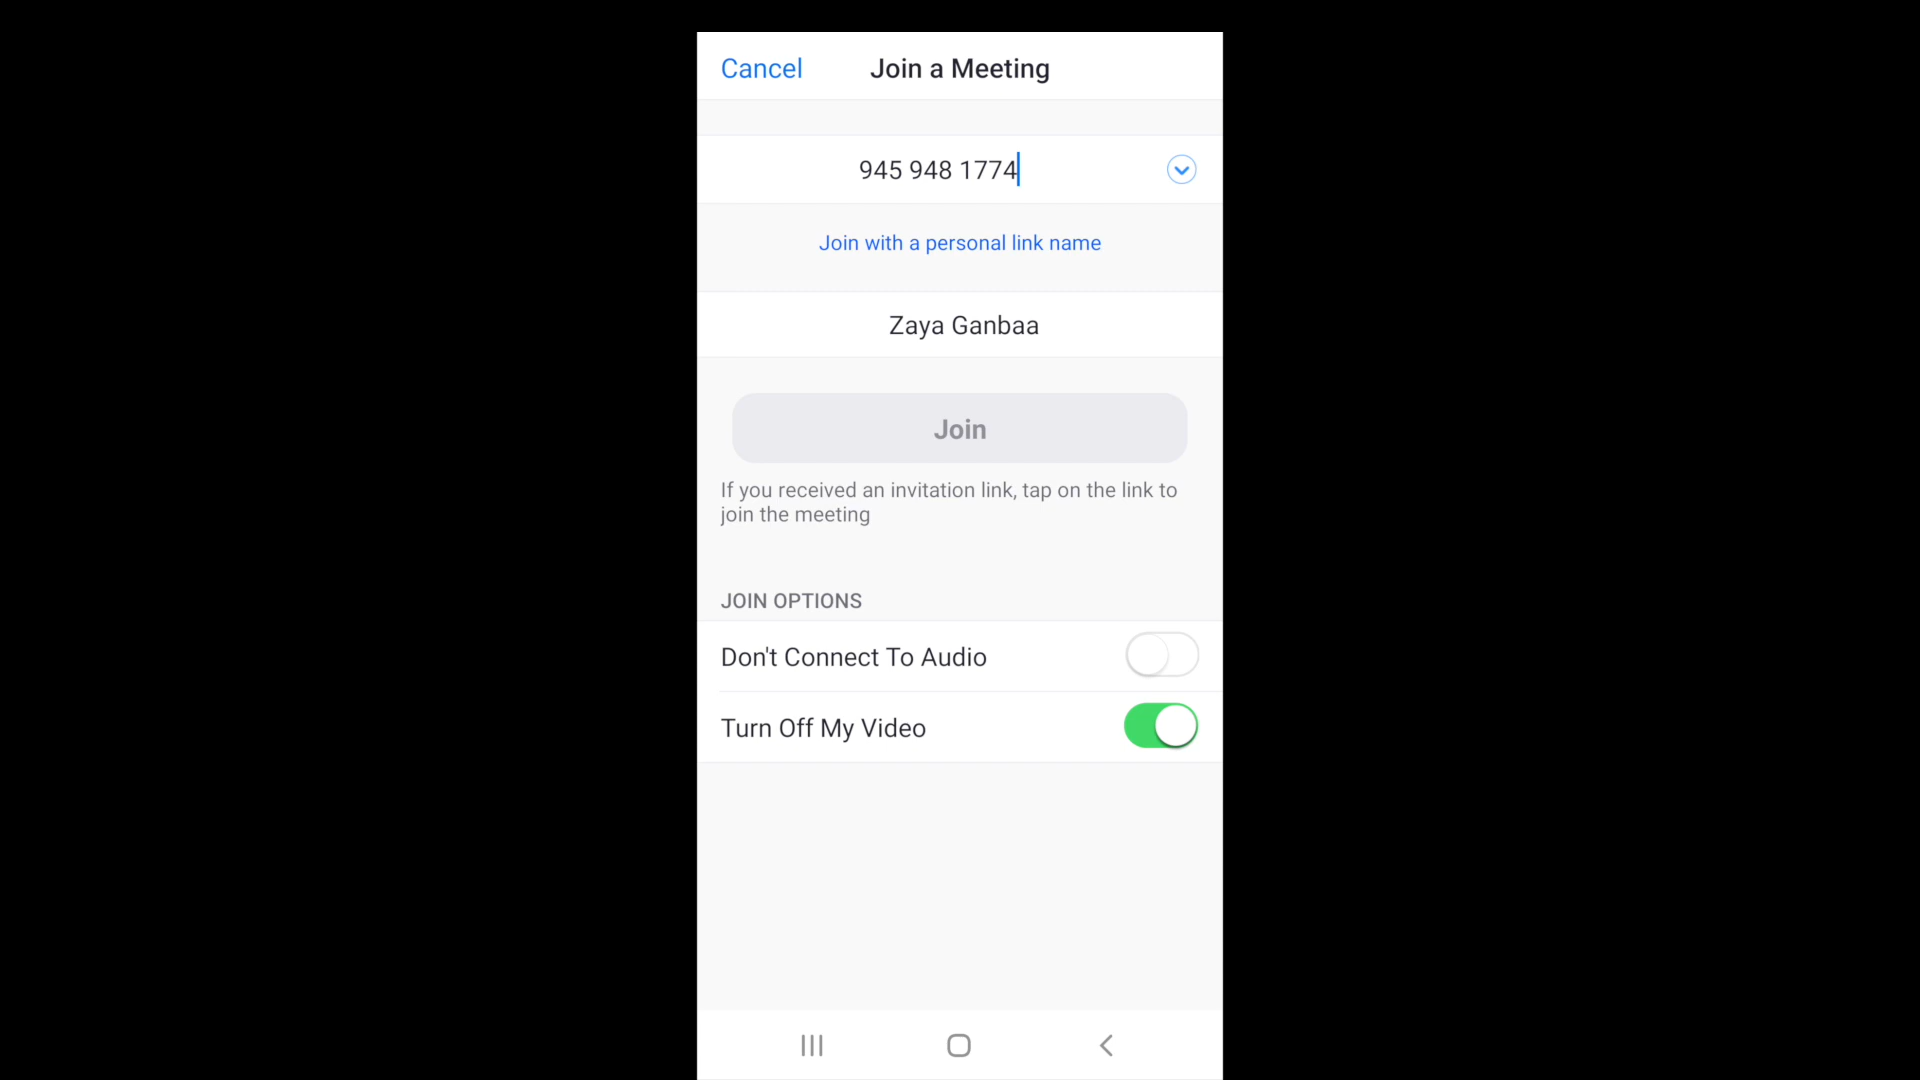 Cancel
Join a Meeting
945 948 1774
Join with a personal link name
Zaya Ganbaa
Join
If you received an invitation link, tap on the link to
join the meeting
JOIN OPTIONS
Don't Connect To Audio
Turn Off My Video